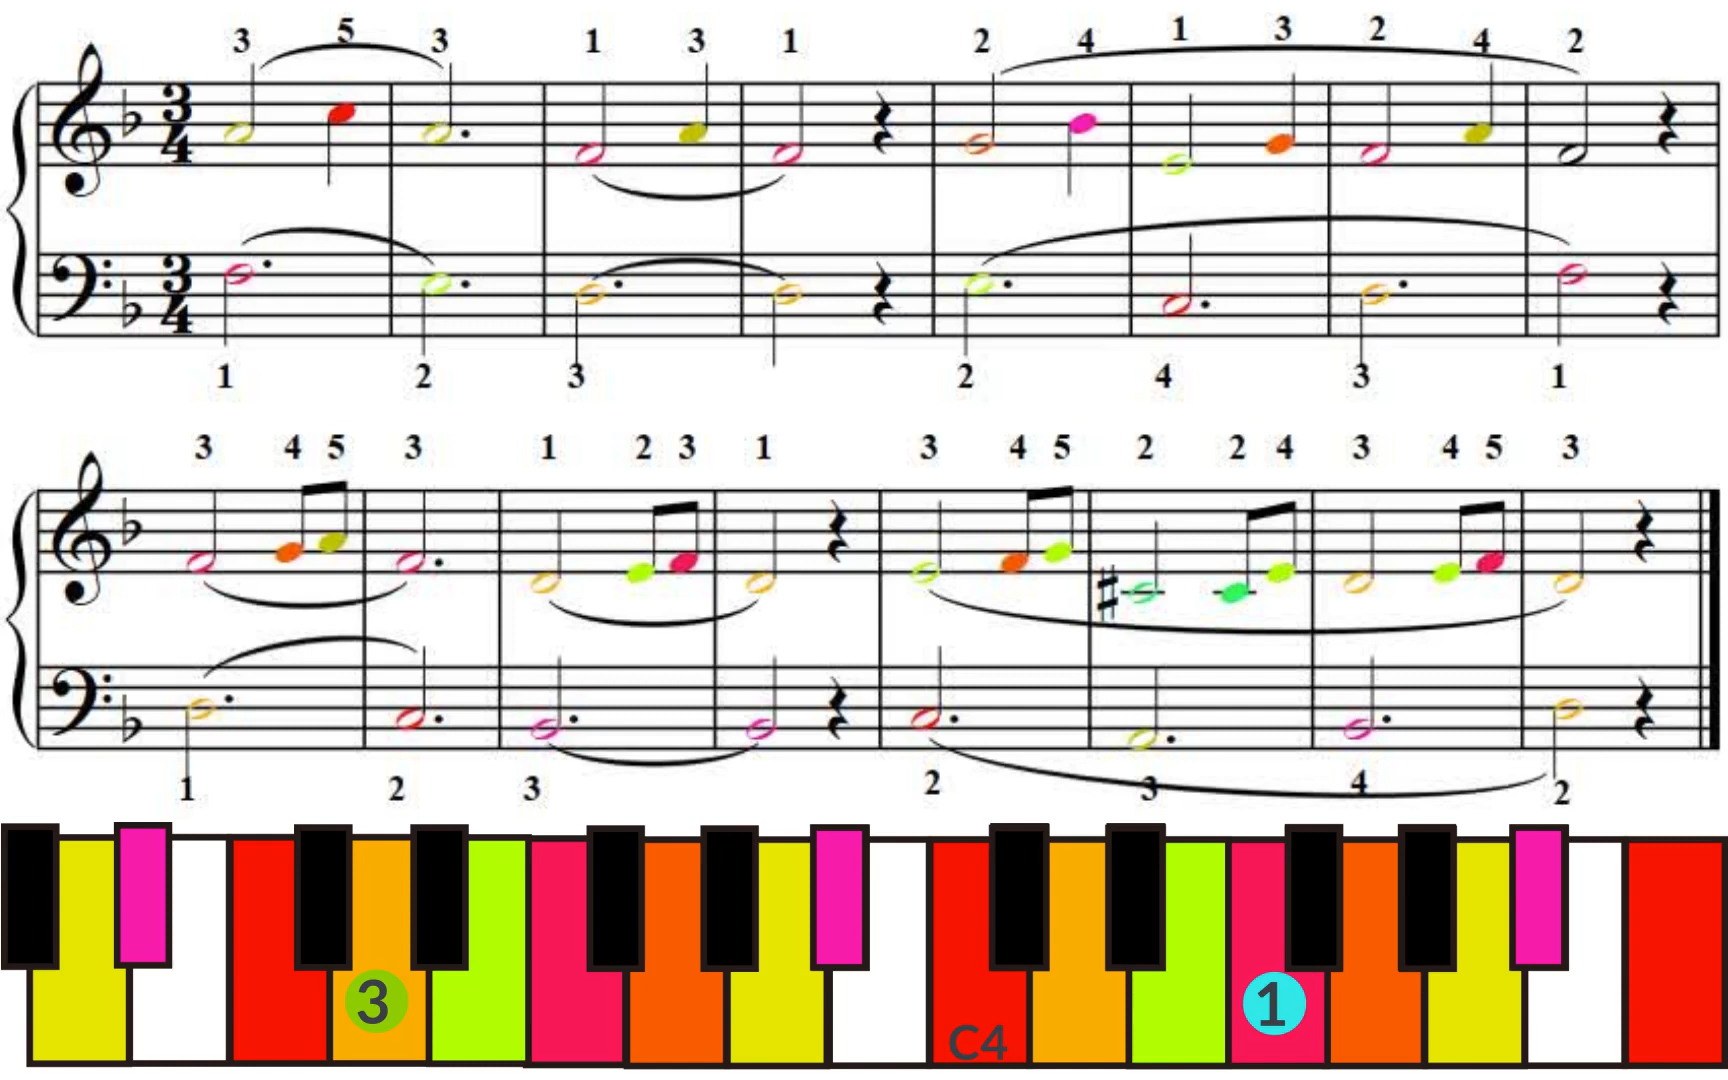 3 5 3 1 3 1 2 4 1 3 2 4 2
3
4
3
4
1 2 3 2 4 3 1
3 4 5 3 1 2 3 1 3 4 5 2 2 4 3 4 5 3
1 2 3 2 3 4 2
3 C4 1